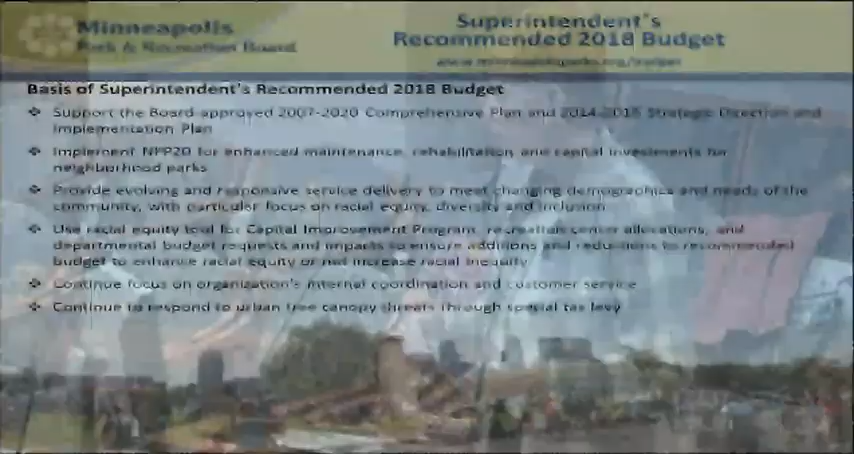 Minneapolis
Park & Recreation Board
Superintendent's
Recommended 2018 Budget
Basis of Superintendent's Recommended 2018 Budget
❖ Support the Board-approved 2007-2020 Comprehensive Plan and Strategic Direction and
Implementation Plan
❖ Implement NPP20 for enhanced maintenance, rehabilitation and capital investments for
neighborhood parks
❖ Provide evolving and responsive service delivery to meet changing demographics and needs of the
community, with particular focus on racial equity, diversity and inclusion
❖ Use racial equity tool for Capital Improvement Program, recreation center allocations, and
departmental budget requests and impacts to ensure additions and reductions to recommended
budget to enhance racial equity or not increase racial inequity
❖ Continue focus on organization's internal coordination and customer service
❖ Continue to respond to urban tree canopy threats through special tax levy